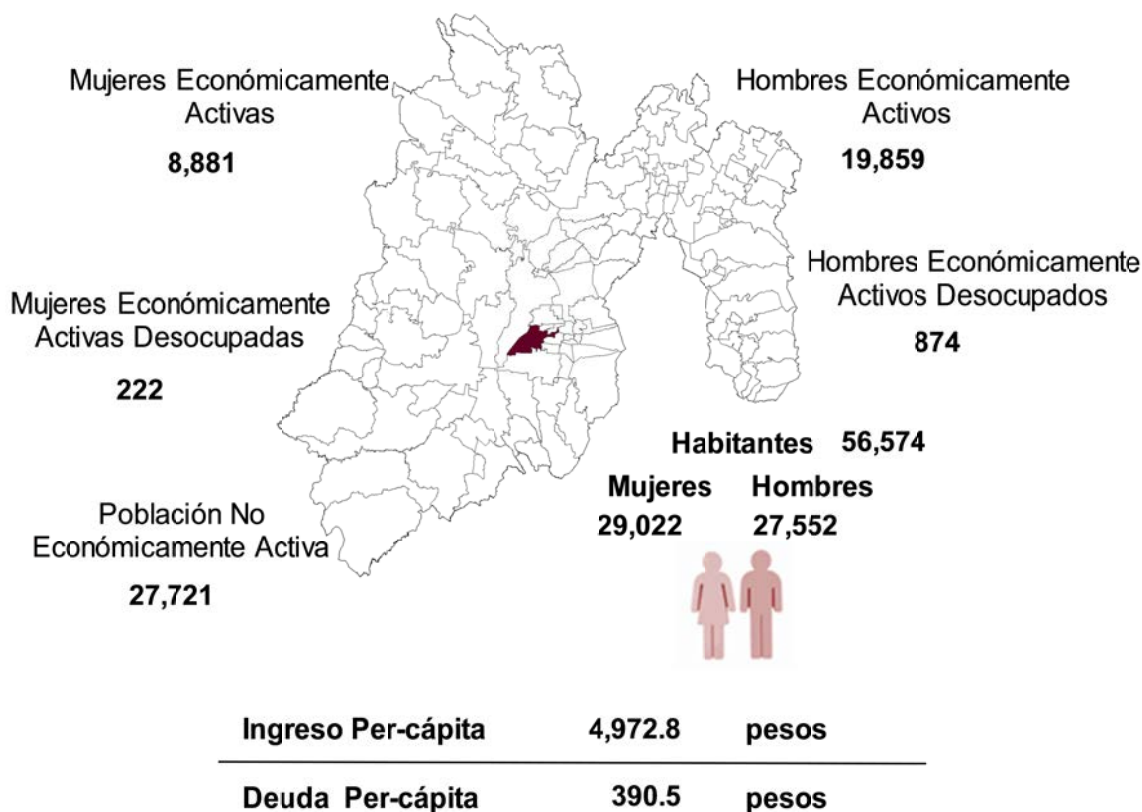 Mujeres Económicamente
Activas
8,881
Hombres Económicamente
Activos
19,859
Mujeres Económicamente
Activas Desocupadas
222
Hombres Económicamente
Activos Desocupados
874
Habitantes 56,574
Mujeres Hombres
29,022 27,552
Población No
Económicamente Activa
27,721
Ingreso Per-cápita 4,972.8 pesos
Deuda Per-cápita 390.5 pesos